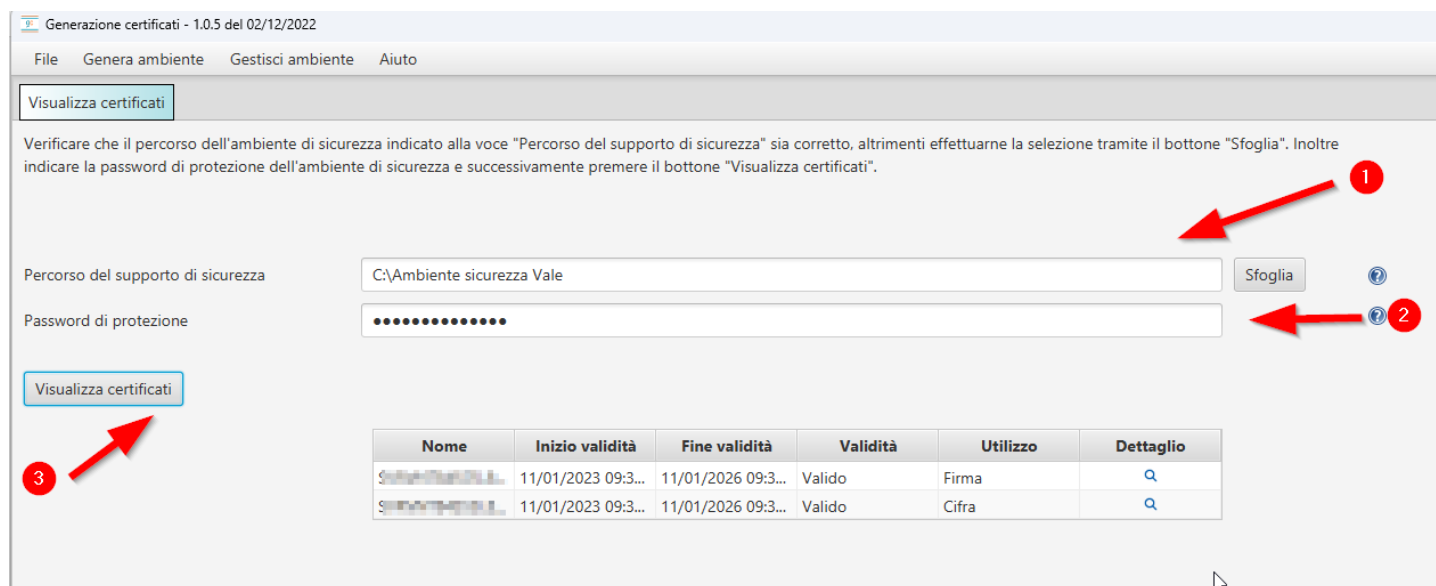 Generazione certificati - 1.0.5 del 02/12/2022
File Genera ambiente Gestisci ambiente Aiuto
Visualizza certificati
Verificare che il percorso dell'ambiente di sicurezza indicato alla voce "Percorso del supporto di sicurezza" sia corretto, altrimenti effettuarne la selezione tramite il bottone "Sfoglia". Inoltre
indicare la password di protezione dell'ambiente di sicurezza e successivamente premere il bottone "Visualizza certificati".
1
Percorso del supporto di sicurezza C:\Ambiente sicurezza Vale Sfoglia ?
Password di protezione ●●●●●●●●●●●●●● ? 2
Visualizza certificati
3
Nome Inizio validità Fine validità Validità Utilizzo Dettaglio
11/01/2023 09:3... 11/01/2026 09:3... Valido Firma
11/01/2023 09:3... 11/01/2026 09:3... Valido Cifra